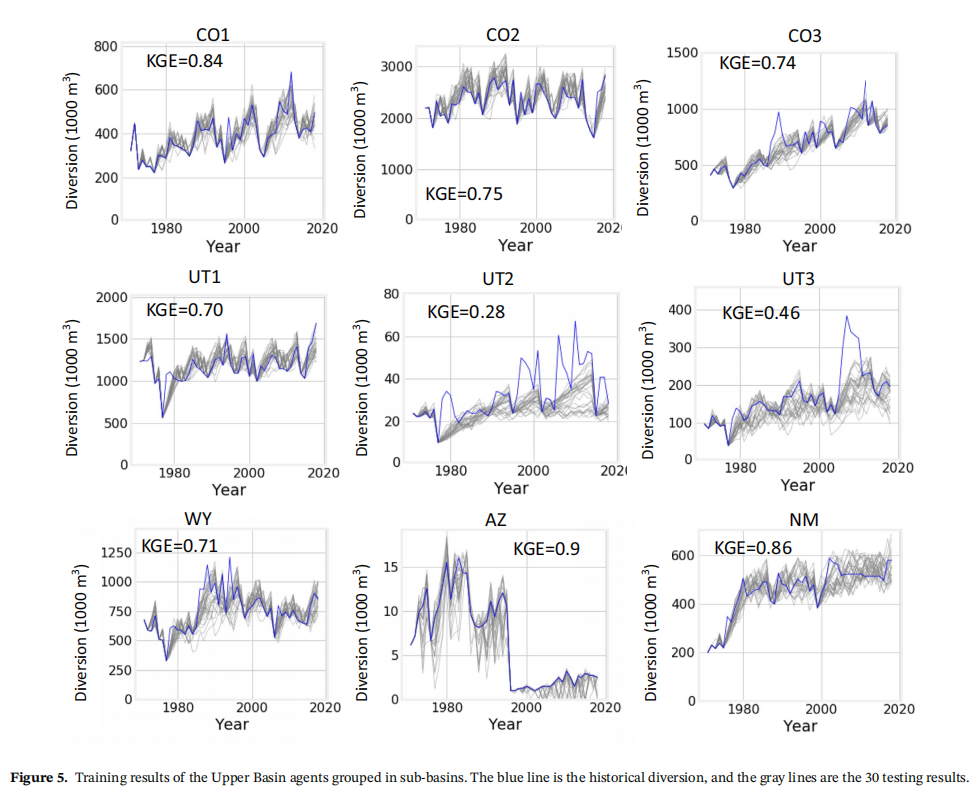 CO1
KGE=0.84
800
600
400
200
0
Diversion (1000 m³)
1980 2000 2020
Year
CO2
3000
2000
1000
0
KGE=0.75
Diversion (1000 m³)
1980 2000 202
Year
CO3
KGE=0.74
1500
1000
500
0
Diversion (1000 m³)
1980 2000 2020
Year
UT1
KGE=0.70
2000
1500
1000
500
0
Diversion (1000 m³)
1980 2000 2020
Year
UT2
KGE=0.28
80
60
40
20
0
Diversion (1000 m³)
1980 2000 202
Year
UT3
KGE=0.46
400
300
200
100
0
Diversion (1000 m³)
1980 2000 2020
Year
WY
KGE=0.71
1250
1000
750
500
250
0
Diversion (1000 m³)
1980 2000 2020
Year
AZ
KGE=0.9
15
10
5
0
Diversion (1000 m³)
1980 2000 2020
Year
NM
KGE=0.86
600
400
200
0
Diversion (1000 m³)
1980 2000 2020
Year
Figure 5. Training results of the Upper Basin agents grouped in sub-basins. The blue line is the historical diversion, and the gray lines are the 30 testing results.